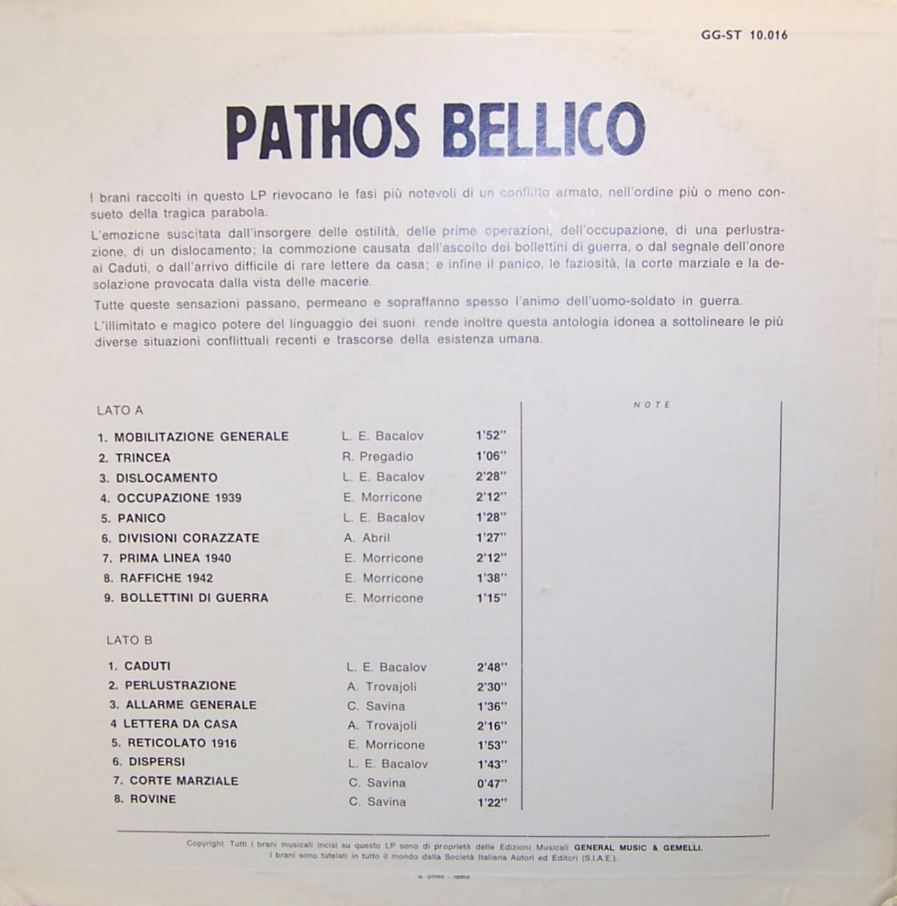 GG-ST 10.016
PATHOS BELLICO
I brani raccolti in questo LP rievocano le fasi più notevoli di un conflitto armato, nell'ordine più o meno con-
sueto della tragica parabola.
L'emozione suscitata dall'insorgere delle ostilità, delle prime operazioni, dell'occupazione, di una perlustra-
zione, di un dislocamento; la commozione causata dall'ascolto dei bollettini di guerra, o dal segnale dell'onore
ai Caduti, o dall'arrivo difficile di rare lettere da casa; e infine il panico, le faziosità, la corte marziale e la de-
solazione provocata dalla vista delle macerie.
Tutte queste sensazioni passano, permeano e sopraffanno spesso l'animo dell'uomo-soldato in guerra.
L'illimitato e magico potere del linguaggio dei suoni, rende inoltre questa antologia idonea a sottolineare le più
diverse situazioni conflittuali recenti e trascorse della esistenza umana.
LATO A
1. MOBILITAZIONE GENERALE L. E. Bacalov 1'52"
2. TRINCEA R. Pregadio 1'06"
3. DISLOCAMENTO L. E. Bacalov 2'28"
4. OCCUPAZIONE 1939 E. Morricone 2'12"
5. PANICO L. E. Bacalov 1'28"
6. DIVISIONI CORAZZATE A. Abril 1'27"
7. PRIMA LINEA 1940 E. Morricone 2'12"
8. RAFFICHE 1942 E. Morricone 1'38"
9. BOLLETTINI DI GUERRA E. Morricone 1'15"
LATO B
1. CADUTI L. E. Bacalov 2'48"
2. PERLUSTRAZIONE A. Trovajoli 2'30"
3. ALLARME GENERALE C. Savina 1'36"
4 LETTERA DA CASA A. Trovajoli 2'16"
5. RETICOLATO 1916 E. Morricone 1'53"
6. DISPERSI L. E. Bacalov 1'43"
7. CORTE MARZIALE C. Savina 0'47"
8. ROVINE C. Savina 1'22"
NOTE
Copyright. Tutti i brani musicali incisi su questo LP sono di proprietà delle Edizioni Musicali GENERAL MUSIC & GEMELLI.
I brani sono tutelati in tutto il mondo dalla Società Italiana Autori ed Editori (S.I.A.E.).
roma